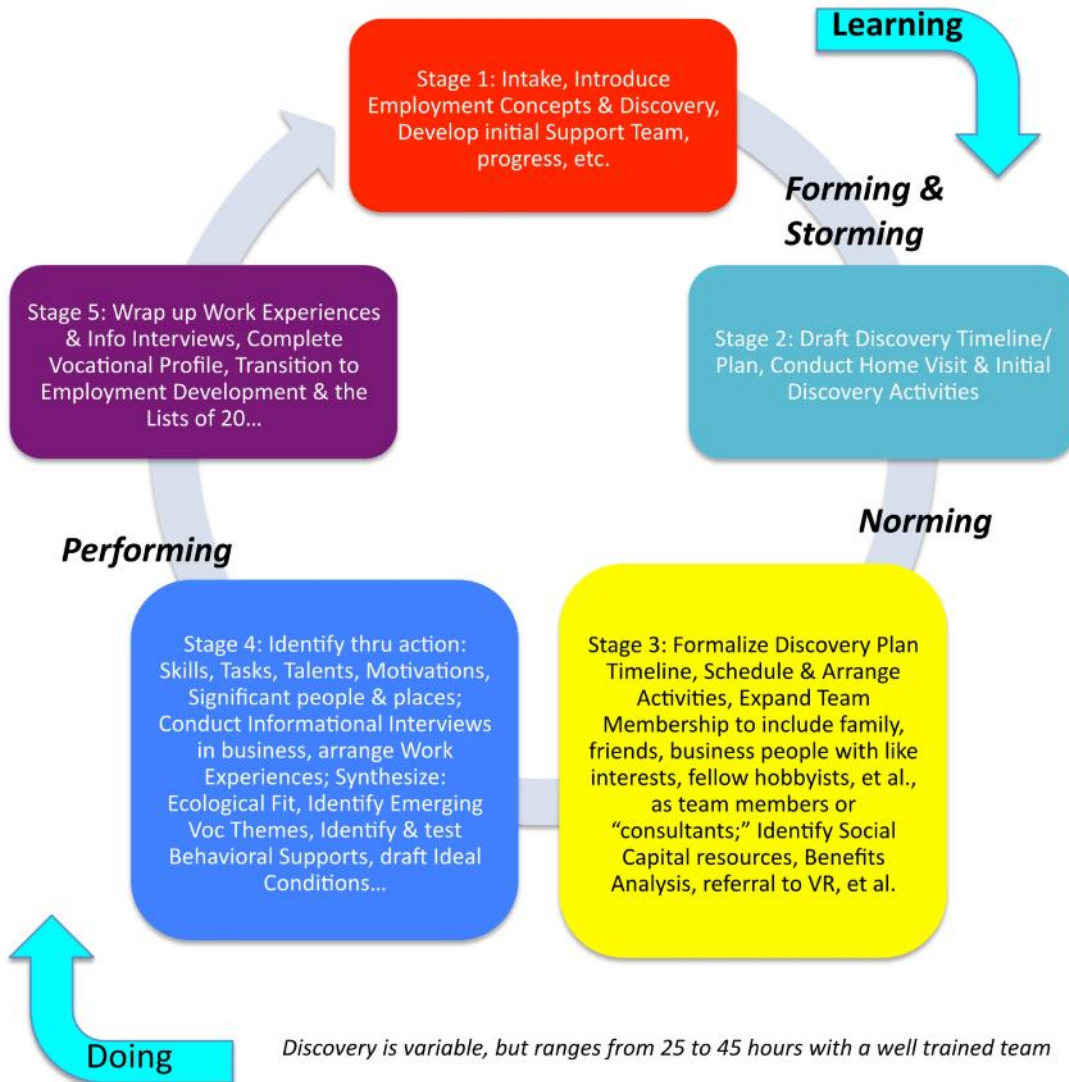 Learning
Stage 1: Intake, Introduce
Employment Concepts & Discovery,
Develop initial Support Team,
progress, etc.
Forming &
Storming
Stage 2: Draft Discovery Timeline/
Plan, Conduct Home Visit & Initial
Discovery Activities
Norming
Stage 3: Formalize Discovery Plan
Timeline, Schedule & Arrange
Activities, Expand Team
Membership to include family,
friends, business people with like
interests, fellow hobbyists, et al.,
as team members or
“consultants;” Identify Social
Capital resources, Benefits
Analysis, referral to VR, et al.
Stage 4: Identify thru action:
Skills, Tasks, Talents, Motivations,
Significant people & places;
Conduct Informational Interviews
in business, arrange Work
Experiences; Synthesize:
Ecological Fit, Identify Emerging
Voc Themes, Identify & test
Behavioral Supports, draft Ideal
Conditions…
Performing
Stage 5: Wrap up Work Experiences
& Info Interviews, Complete
Vocational Profile, Transition to
Employment Development & the
Lists of 20…
Doing
Discovery is variable, but ranges from 25 to 45 hours with a well trained team